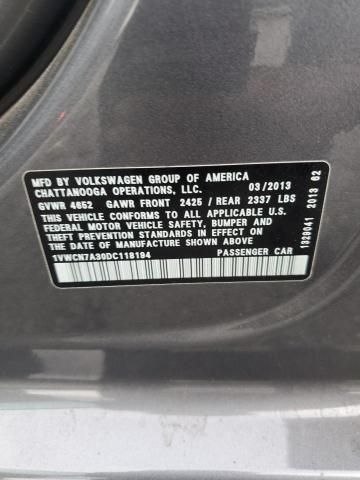 MFD BY VOLKSWAGEN GROUP OF AMERICA
CHATTANOOGA OPERATIONS, LLC. 03/2013
GVWR 4652 GAWR FRONT 2425 / REAR 2337 LBS
THIS VEHICLE CONFORMS TO ALL APPLICABLE U.S.
FEDERAL MOTOR VEHICLE SAFETY, BUMPER AND
THEFT PREVENTION STANDARDS IN EFFECT ON THE
DATE OF MANUFACTURE SHOWN ABOVE.
1VWCN7A30DC118194 PASSENGER CAR
1329041 2013 62